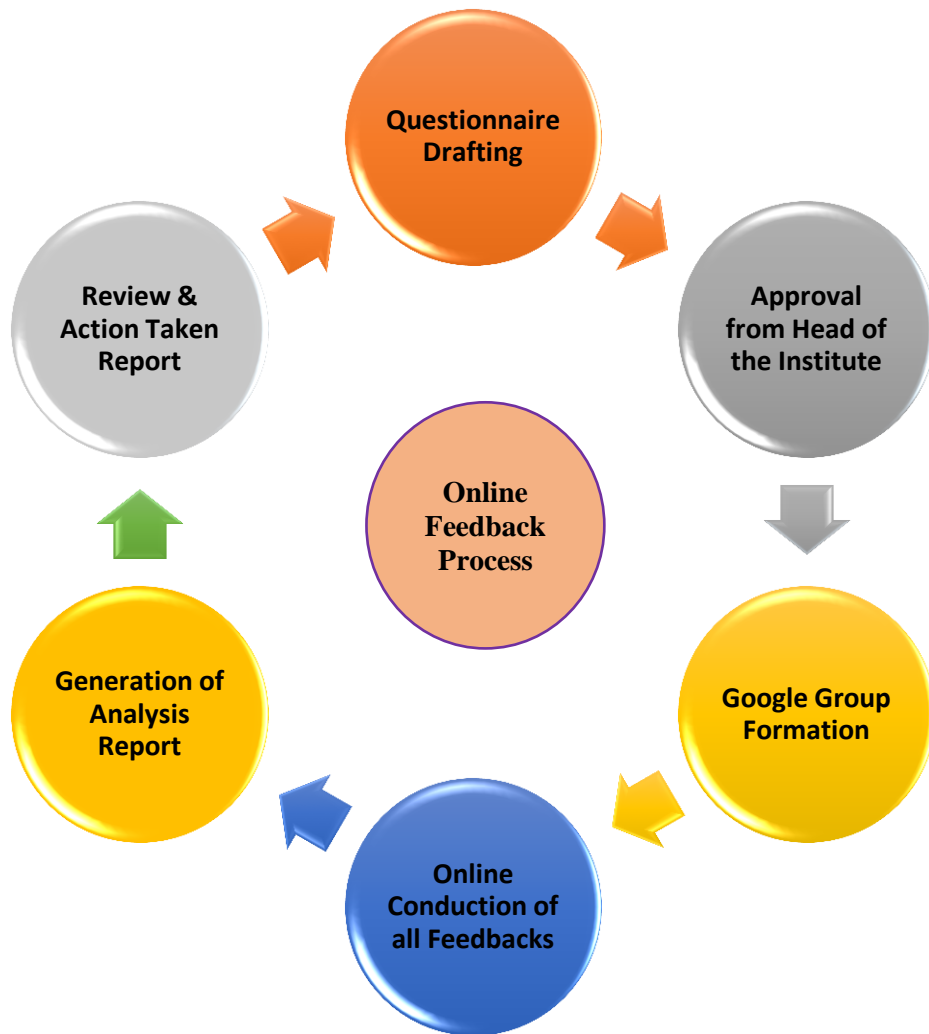 Questionnaire
Drafting
Approval
from Head of
the Institute
Google Group
Formation
Online
Conduction of
all Feedbacks
Generation of
Analysis
Report
Review &
Action Taken
Report
Online
Feedback
Process